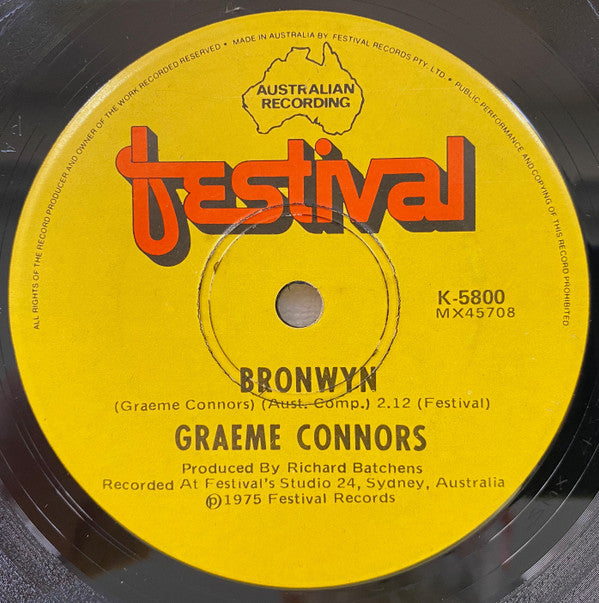 ALL RIGHTS OF THE RECORD PRODUCER AND OWNER OF THE WORK RECORDED RESERVED • MADE IN AUSTRALIA BY FESTIVAL RECORDS PTY. LTD • PUBLIC PERFORMANCE AND COPYING OF THIS RECORD PROHIBITED
AUSTRALIAN
RECORDING
festival
K-5800
MX45708
BRONWYN
(Graeme Connors) (Aust. Comp.) 2.12 (Festival)
GRAEME CONNORS
Produced By Richard Batchens
Recorded At Festival's Studio 24, Sydney, Australia
℗1975 Festival Records